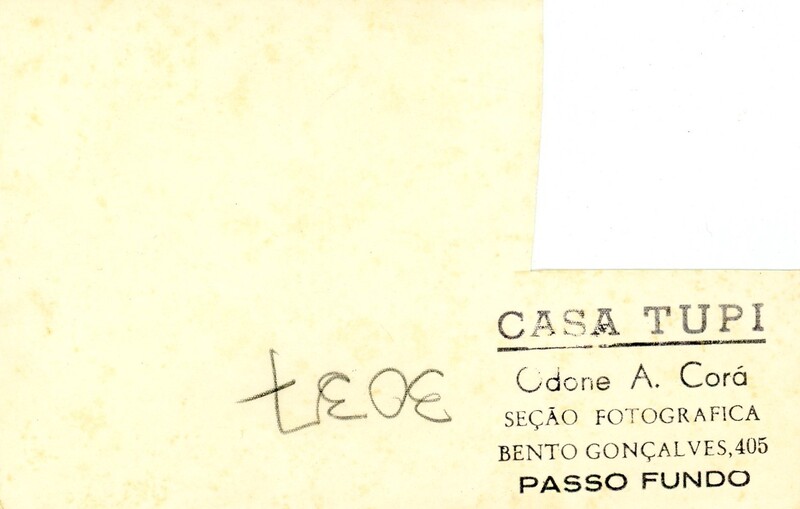 CASA TUPI
Odone A. Corá
SEÇÃO FOTOGRAFICA
BENTO GONÇALVES, 405
PASSO FUNDO
3037